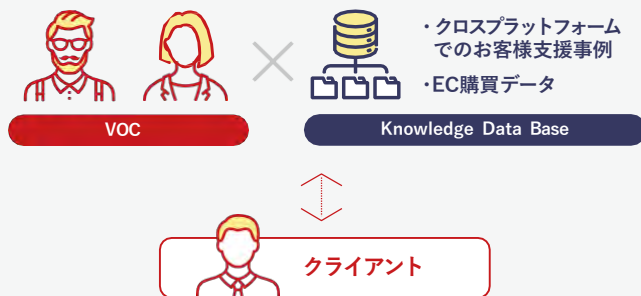 ・クロスプラットフォーム
でのお客様支援事例
・EC購買データ
VOC
Knowledge Data Base
クライアント